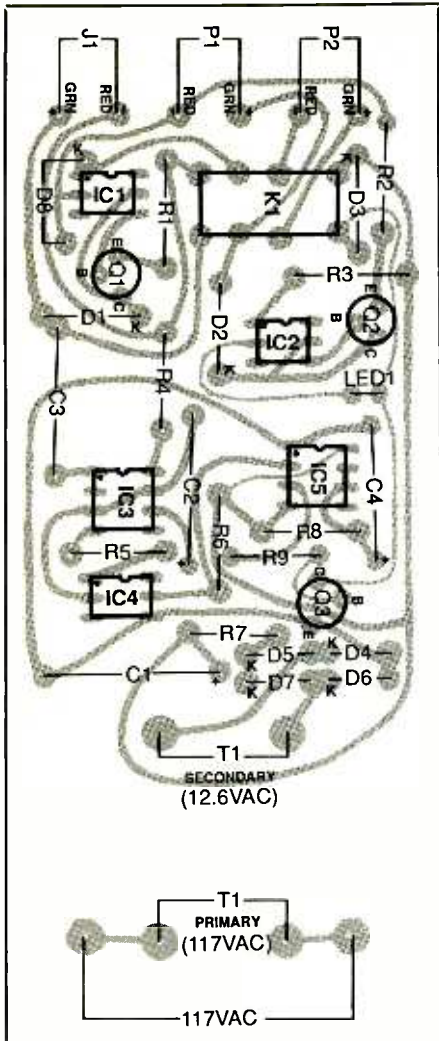 J1
P1
P2
GRN
RED
RED
GRN
RED
GRN
K
D8
IC1
R1
K1
K
D3
R2
E
B
Q1
C
D1
K
D2
K
R3
E
B
Q2
C
IC2
LED1
C3
R4
C2
IC3
IC5
C4
R5
R6
R8
R9
IC4
C
Q3
B
E
R7
D5
K
D4
K
D7
K
D6
K
C1
T1
SECONDARY
(12.6VAC)
T1
PRIMARY
(117VAC)
117VAC